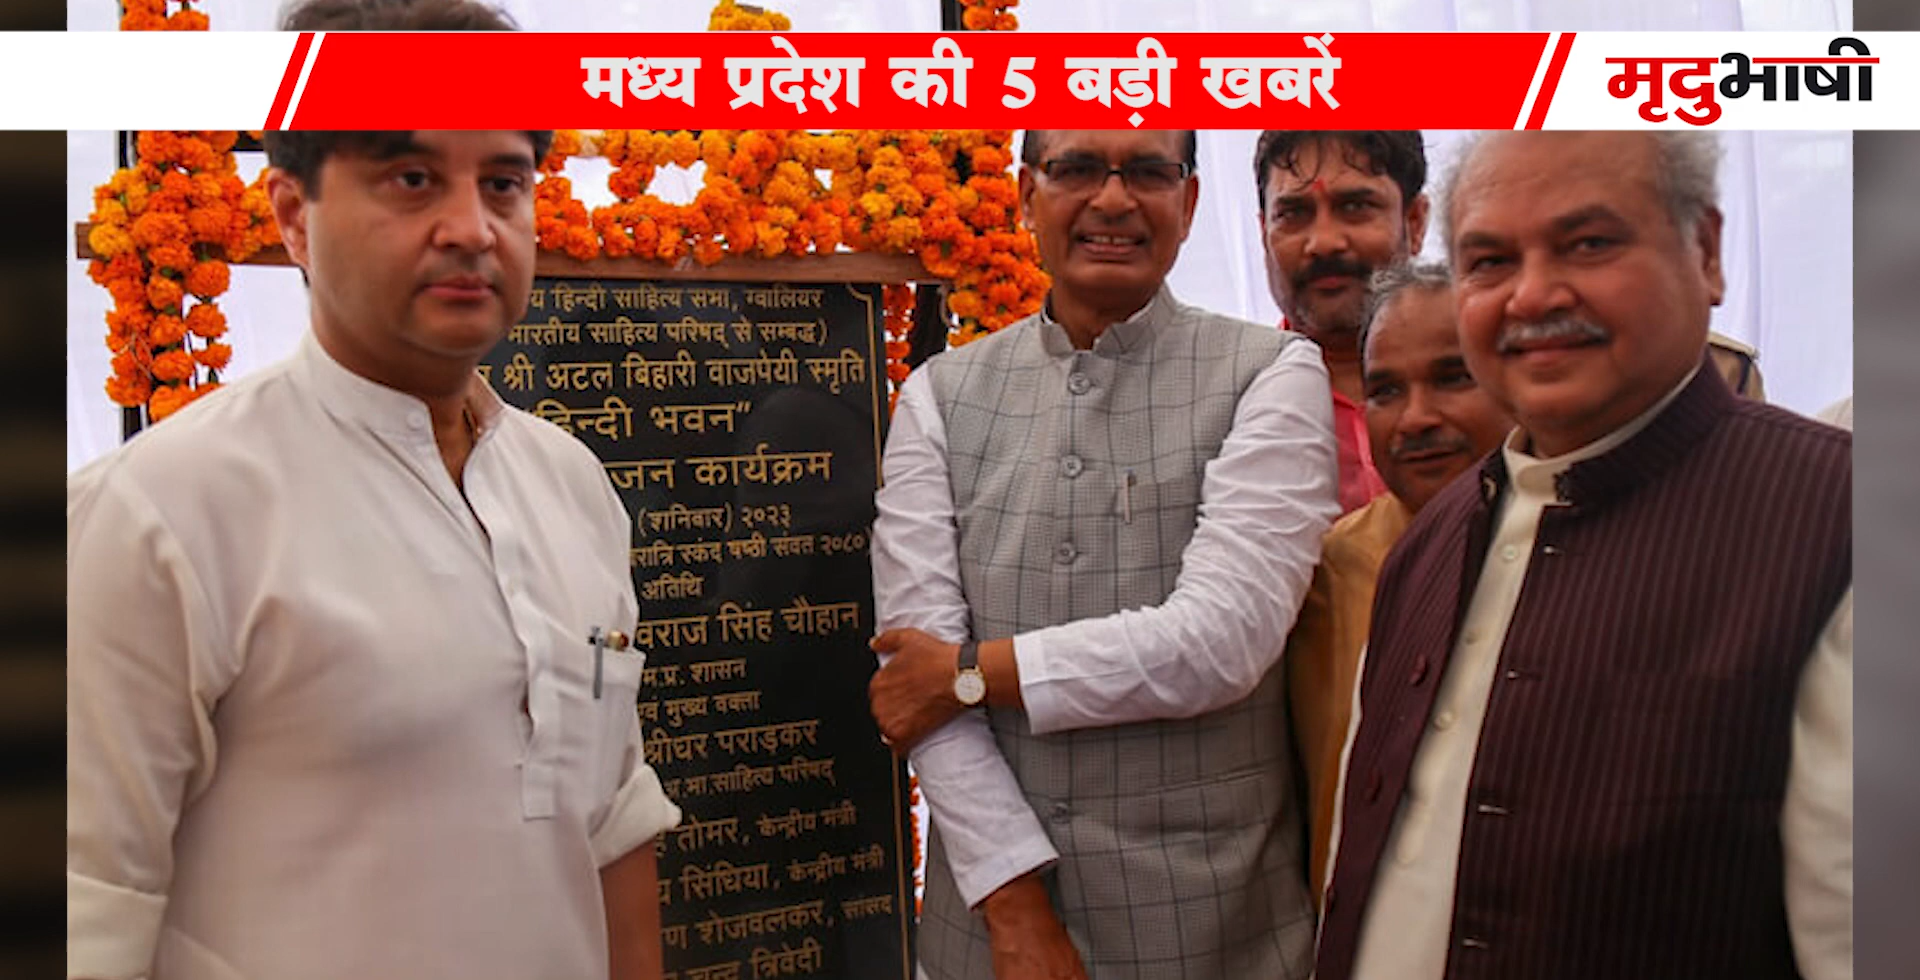 मध्य प्रदेश की 5 बड़ी खबरें
मृदुभाषी
हिन्दी साहित्य सभा, ग्वालियर
भारतीय साहित्य परिषद् से सम्बद्ध)
श्री अटल बिहारी वाजपेयी स्मृति
"हिन्दी भवन"
कार्यक्रम
(शनिवार) २०२३
स्कंद षष्ठी संवत २०८०)
अतिथि
सिंह चौहान
म.प्र. शासन
मुख्य वक्ता
श्रीधर पराड़कर
अ.भा.साहित्य परिषद्
तोमर, केन्द्रीय मंत्री
सिंधिया, केन्द्रीय मंत्री
शेजवलकर, सांसद
त्रिवेदी